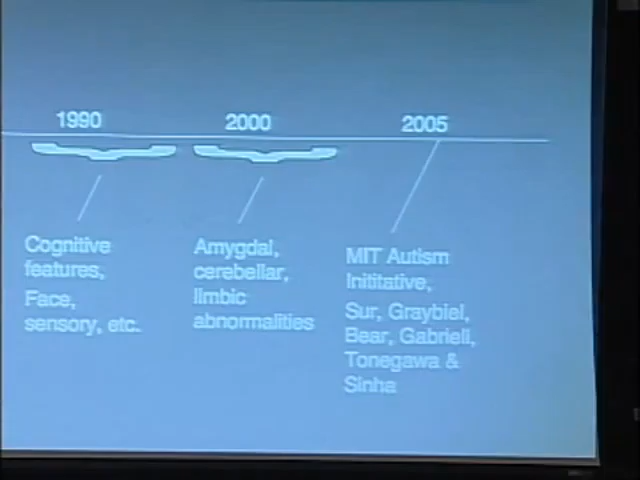 1990
2000
2005
Cognitive
features,
Face,
sensory, etc.
Amygdal,
cerebellar,
limbic
abnormalities
MIT Autism
Inititative,
Sur, Graybiel,
Bear, Gabrieli,
Tonegawa &
Sinha